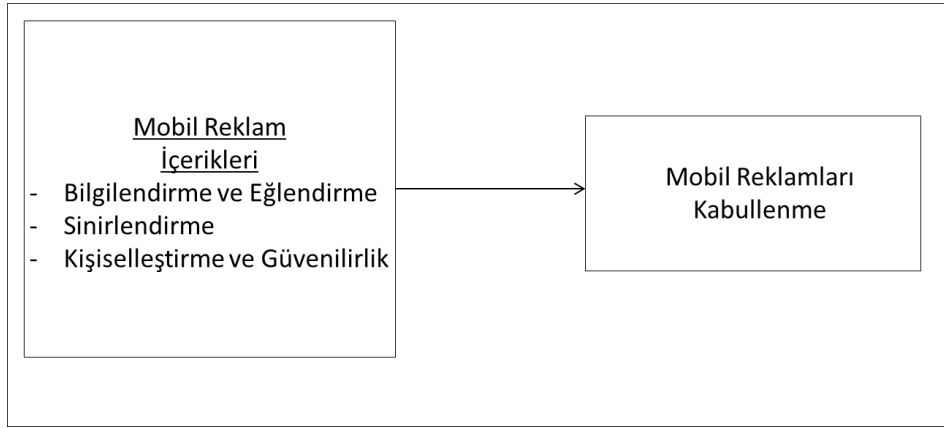 Mobil Reklam
İçerikleri
- Bilgilendirme ve Eğlendirme
- Sinirlendirme
- Kişiselleştirme ve Güvenilirlik
Mobil Reklamları
Kabullenme